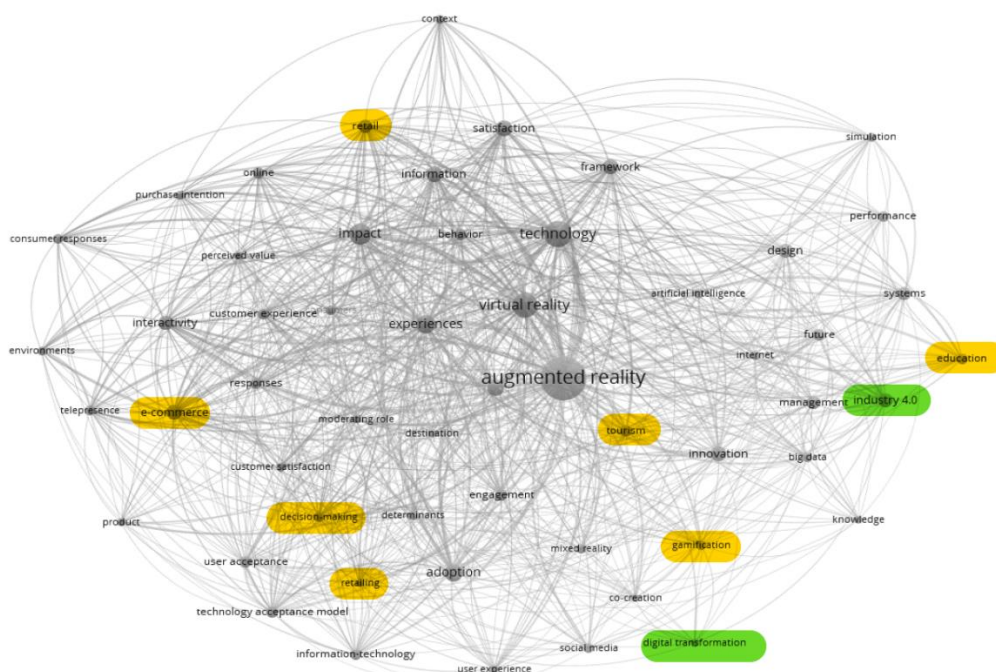 context
retail
satisfaction
simulation
framework
online
information
purchase intention
performance
consumer responses
impact
behavior
technology
design
perceived value
artificial intelligence
systems
virtual reality
interactivity
customer experience
experiences
future
environments
internet
education
augmented reality
responses
industry 4.0
management
telepresence
e-commerce
moderating role
tourism
destination
innovation
big data
customer satisfaction
engagement
decision-making
determinants
product
knowledge
mixed reality
gamification
user acceptance
adoption
retailing
co-creation
technology acceptance model
digital transformation
social media
information-technology
user experience